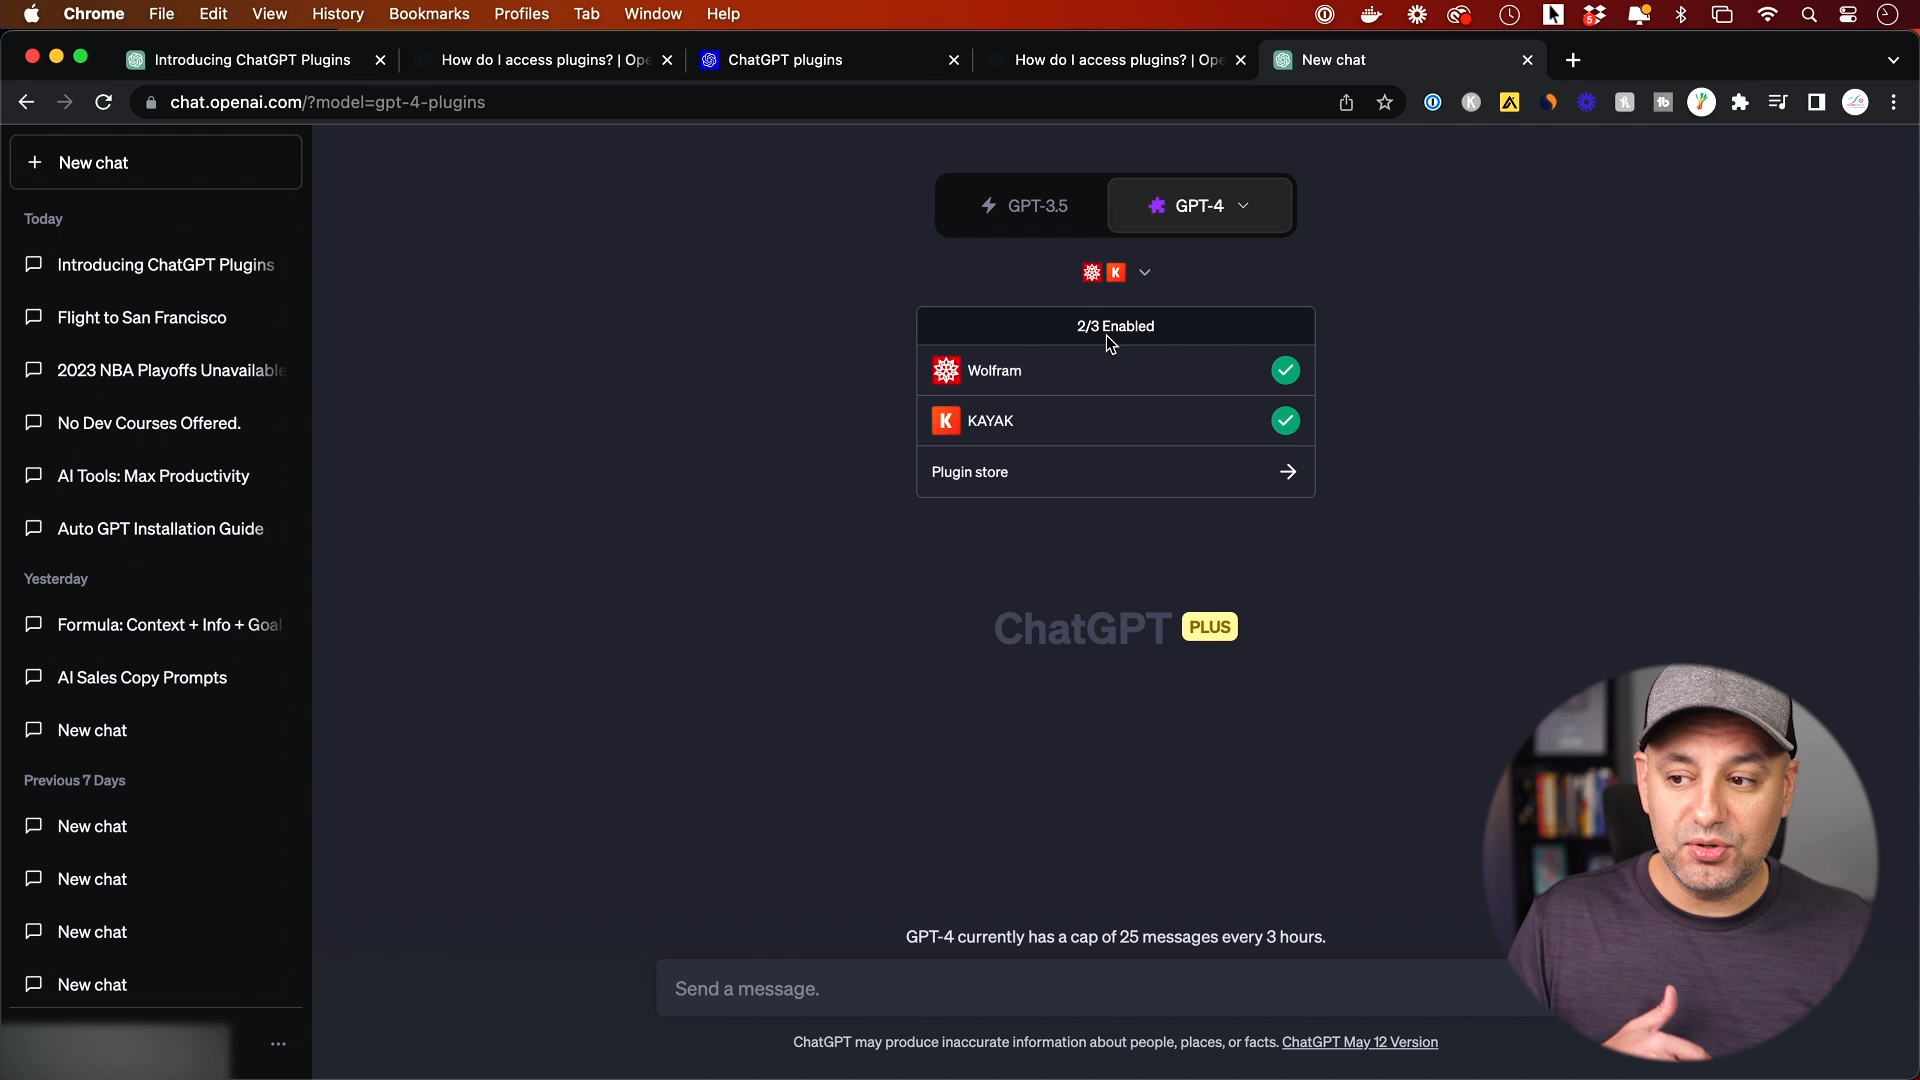 Chrome File Edit View History Bookmarks Profiles Tab Window Help
5
Introducing ChatGPT Plugins
How do I access plugins? | Ope
ChatGPT plugins
How do I access plugins? | Ope
New chat
chat.openai.com/?model=gpt-4-plugins
New chat
Today
Introducing ChatGPT Plugins
Flight to San Francisco
2023 NBA Playoffs Unavailable
No Dev Courses Offered.
AI Tools: Max Productivity
Auto GPT Installation Guide
Yesterday
Formula: Context + Info + Goal
AI Sales Copy Prompts
New chat
Previous 7 Days
New chat
New chat
New chat
New chat
GPT-3.5
GPT-4
K
2/3 Enabled
Wolfram
K KAYAK
Plugin store
ChatGPT PLUS
GPT-4 currently has a cap of 25 messages every 3 hours.
Send a message.
ChatGPT may produce inaccurate information about people, places, or facts. ChatGPT May 12 Version